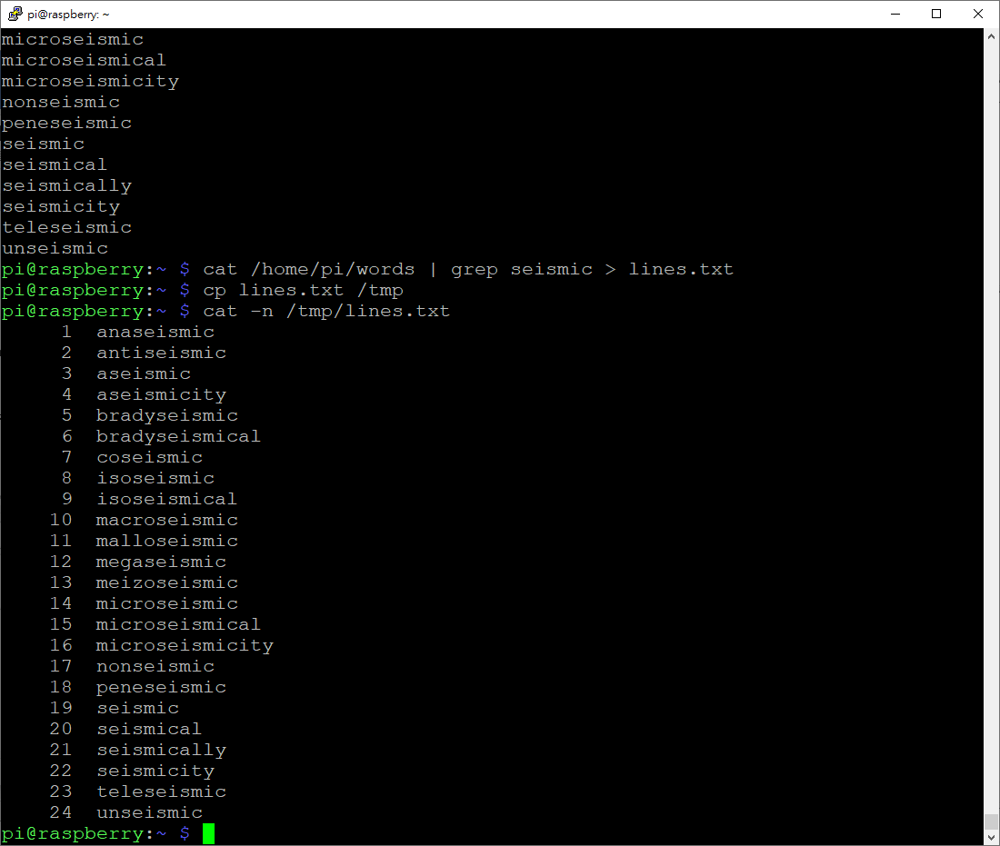 pi@raspberry: ~
microseismic
microseismical
microseismicity
nonseismic
peneseismic
seismic
seismical
seismically
seismicity
teleseismic
unseismic
pi@raspberry:~ $ cat /home/pi/words | grep seismic > lines.txt
pi@raspberry:~ $ cp lines.txt /tmp
pi@raspberry:~ $ cat -n /tmp/lines.txt
1 anaseismic
2 antiseismic
3 aseismic
4 aseismicity
5 bradyseismic
6 bradyseismical
7 coseismic
8 isoseismic
9 isoseismical
10 macroseismic
11 malloseismic
12 megaseismic
13 meizoseismic
14 microseismic
15 microseismical
16 microseismicity
17 nonseismic
18 peneseismic
19 seismic
20 seismical
21 seismically
22 seismicity
23 teleseismic
24 unseismic
pi@raspberry:~ $